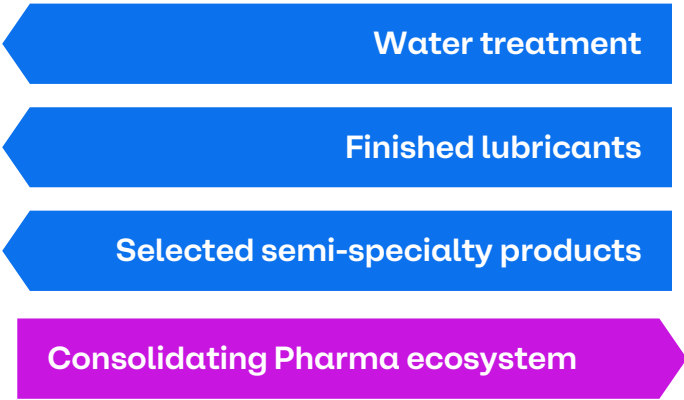 Water treatment
Finished lubricants
Selected semi-specialty products
Consolidating Pharma ecosystem